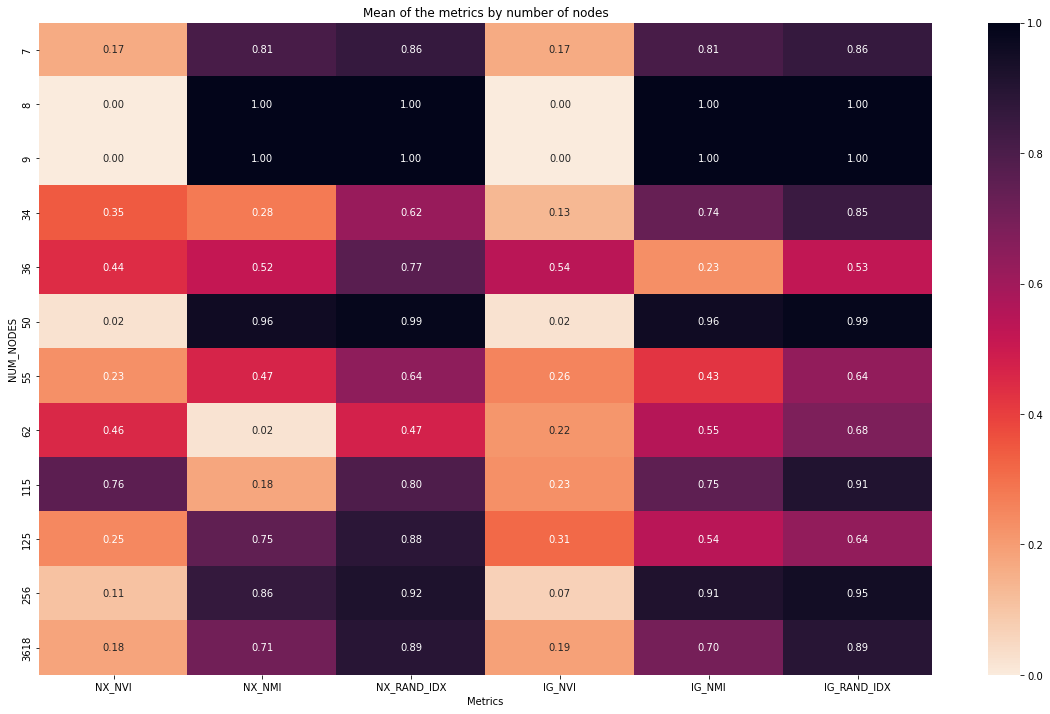 Mean of the metrics by number of nodes
NUM_NODES
7 0.17 0.81 0.86 0.17 0.81 0.86
8 0.00 1.00 1.00 0.00 1.00 1.00
9 0.00 1.00 1.00 0.00 1.00 1.00
34 0.35 0.28 0.62 0.13 0.74 0.85
36 0.44 0.52 0.77 0.54 0.23 0.53
50 0.02 0.96 0.99 0.02 0.96 0.99
55 0.23 0.47 0.64 0.26 0.43 0.64
62 0.46 0.02 0.47 0.22 0.55 0.68
115 0.76 0.18 0.80 0.23 0.75 0.91
125 0.25 0.75 0.88 0.31 0.54 0.64
256 0.11 0.86 0.92 0.07 0.91 0.95
3618 0.18 0.71 0.89 0.19 0.70 0.89
NX_NVI NX_NMI NX_RAND_IDX IG_NVI IG_NMI IG_RAND_IDX
Metrics
1.0
0.8
0.6
0.4
0.2
0.0